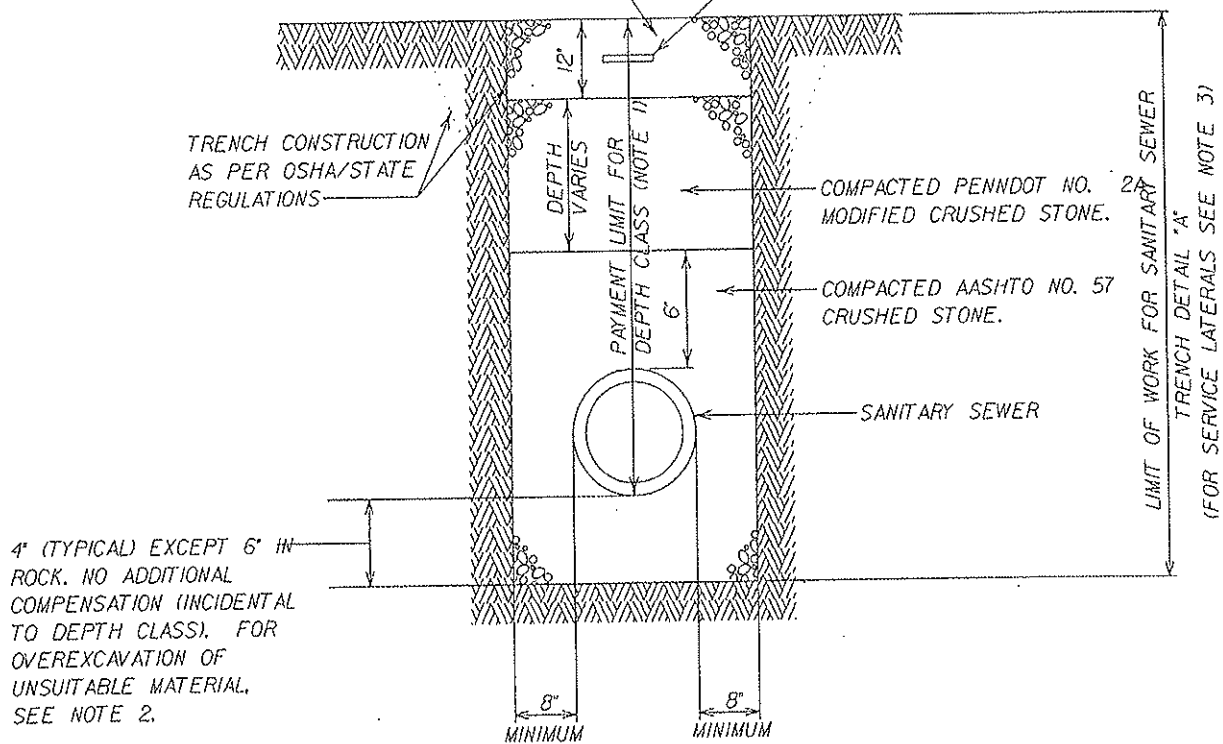 12"
TRENCH CONSTRUCTION
AS PER OSHA/STATE
REGULATIONS
DEPTH
VARIES
PAYMENT LIMIT FOR
DEPTH CLASS (NOTE 1)
COMPACTED PENNDOT NO. 2A
MODIFIED CRUSHED STONE.
6"
COMPACTED AASHTO NO. 57
CRUSHED STONE.
SANITARY SEWER
LIMIT OF WORK FOR SANITARY SEWER
TRENCH DETAIL "A"
(FOR SERVICE LATERALS SEE NOTE 3)
4" (TYPICAL) EXCEPT 6" IN
ROCK. NO ADDITIONAL
COMPENSATION (INCIDENTAL
TO DEPTH CLASS). FOR
OVEREXCAVATION OF
UNSUITABLE MATERIAL,
SEE NOTE 2.
8"
MINIMUM
8"
MINIMUM